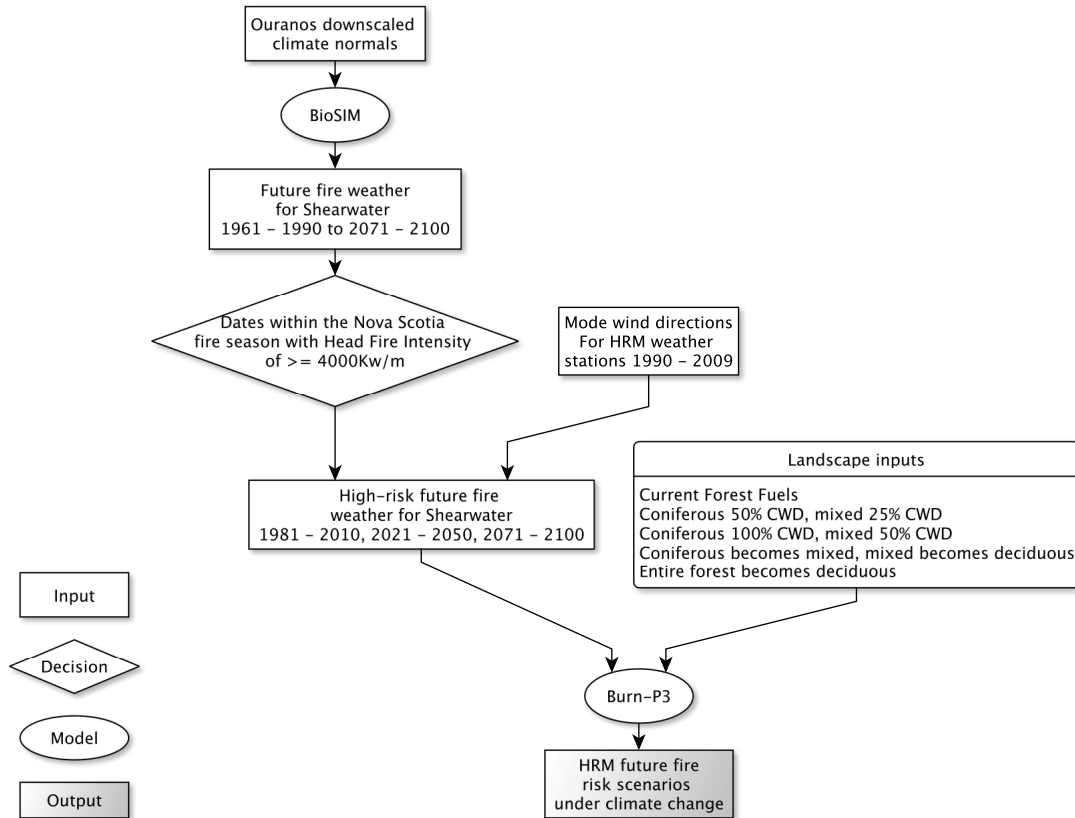 Ouranos downscaled
climate normals
BioSIM
Future fire weather
for Shearwater
1961 – 1990 to 2071 – 2100
Dates within the Nova Scotia
fire season with Head Fire Intensity
of >= 4000Kw/m
Mode wind directions
For HRM weather
stations 1990 – 2009
High-risk future fire
weather for Shearwater
1981 – 2010, 2021 – 2050, 2071 – 2100
Landscape inputs
Current Forest Fuels
Coniferous 50% CWD, mixed 25% CWD
Coniferous 100% CWD, mixed 50% CWD
Coniferous becomes mixed, mixed becomes deciduous
Entire forest becomes deciduous
Burn-P3
HRM future fire
risk scenarios
under climate change
Input
Decision
Model
Output